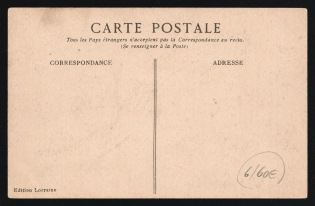 CARTE POSTALE
Tous les Pays étrangers n'acceptent pas la Correspondance au recto.
(Se renseigner à la Poste)
CORRESPONDANCE
ADRESSE
6/60€
Edition Lorraine